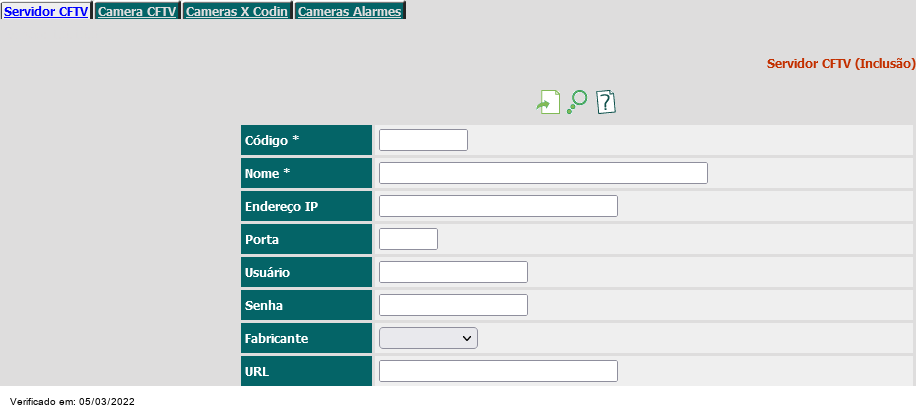 Servidor CFTV Camera CFTV Cameras X Codin Cameras Alarmes
Servidor CFTV (Inclusão)
?
Código *
Nome *
Endereço IP
Porta
Usuário
Senha
Fabricante
URL
Verificado em: 05/03/2022